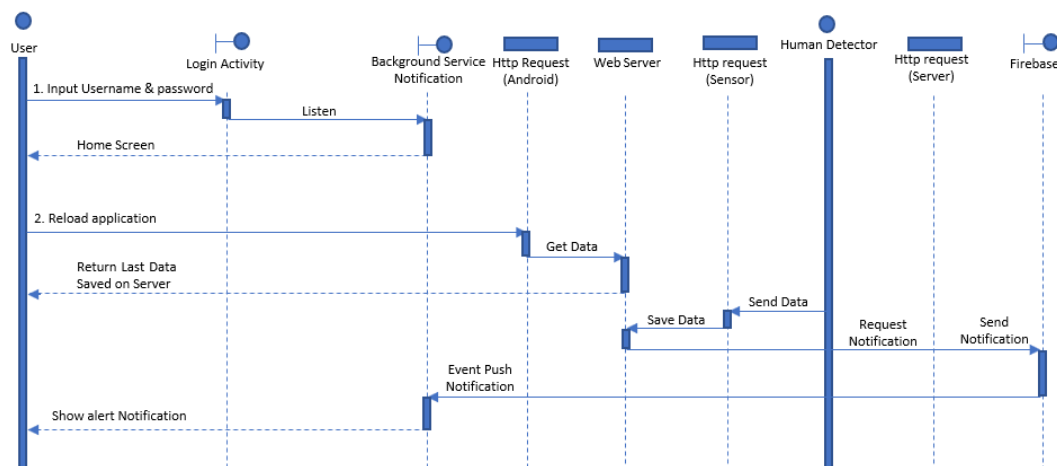 User
Login Activity
Background Service
Notification
Http Request
(Android)
Web Server
Http request
(Sensor)
Human Detector
Http request
(Server)
Firebase
1. Input Username & password
Listen
Home Screen
2. Reload application
Get Data
Return Last Data
Saved on Server
Send Data
Save Data
Request
Notification
Send
Notification
Event Push
Notification
Show alert Notification